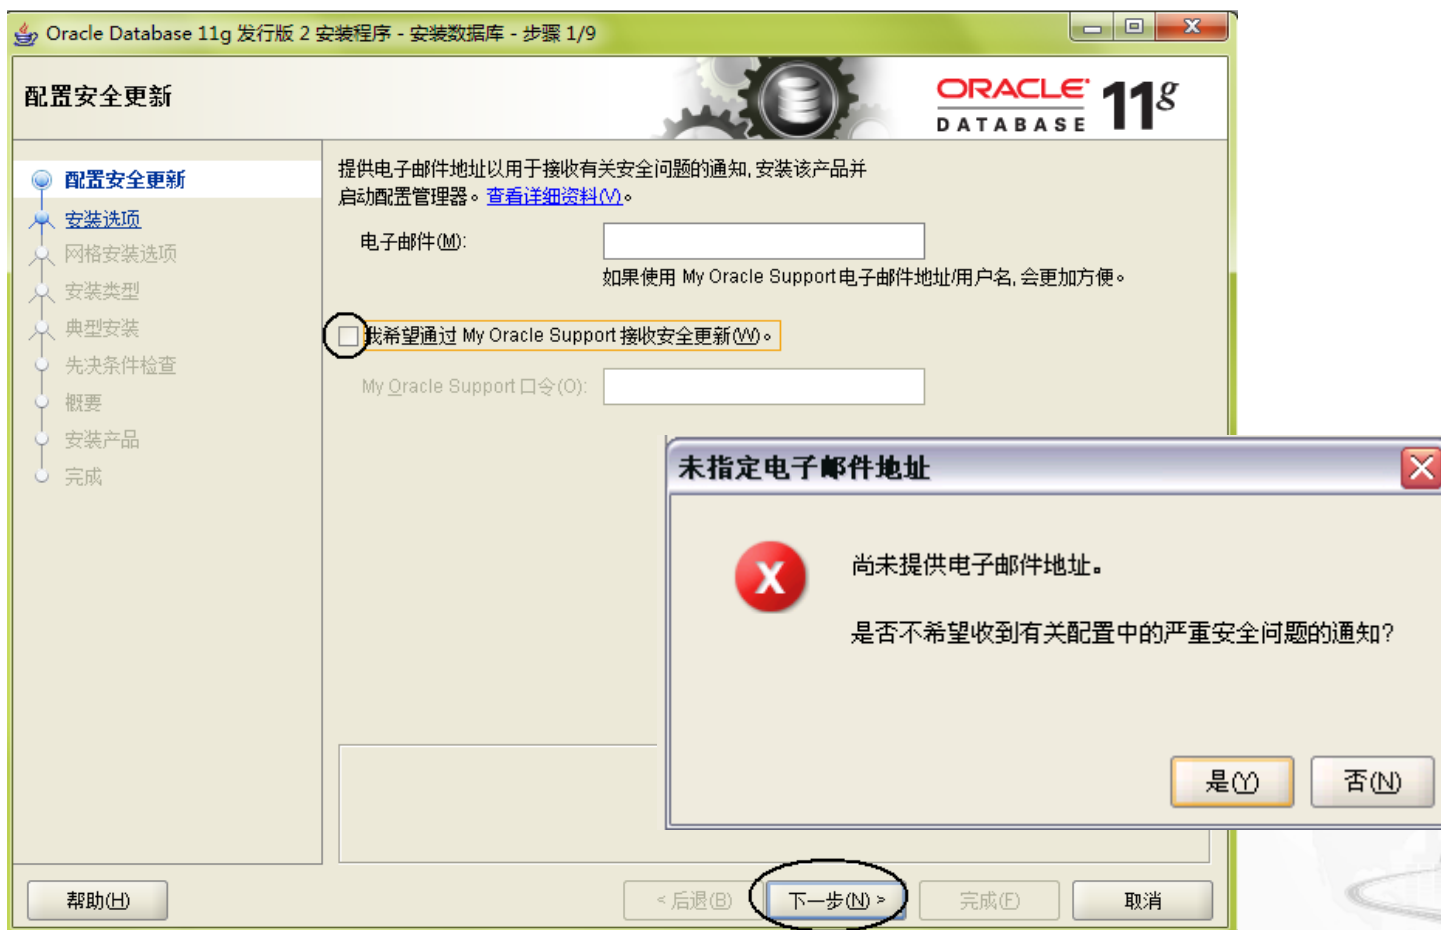 Oracle Database 11g 发行版 2 安装程序 - 安装数据库 - 步骤 1/9
配置安全更新
ORACLE
DATABASE
11g
配置安全更新
安装选项
网格安装选项
安装类型
典型安装
先决条件检查
概要
安装产品
完成
提供电子邮件地址以用于接收有关安全问题的通知, 安装该产品并
启动配置管理器。查看详细资料(V)。
电子邮件(M):
如果使用 My Oracle Support 电子邮件地址/用户名, 会更加方便。
我希望通过 My Oracle Support 接收安全更新(W)。
My Oracle Support 口令(O):
未指定电子邮件地址
尚未提供电子邮件地址。
是否不希望收到有关配置中的严重安全问题的通知?
是(Y)
否(N)
帮助(H)
< 后退(B)
下一步(N) >
完成(F)
取消